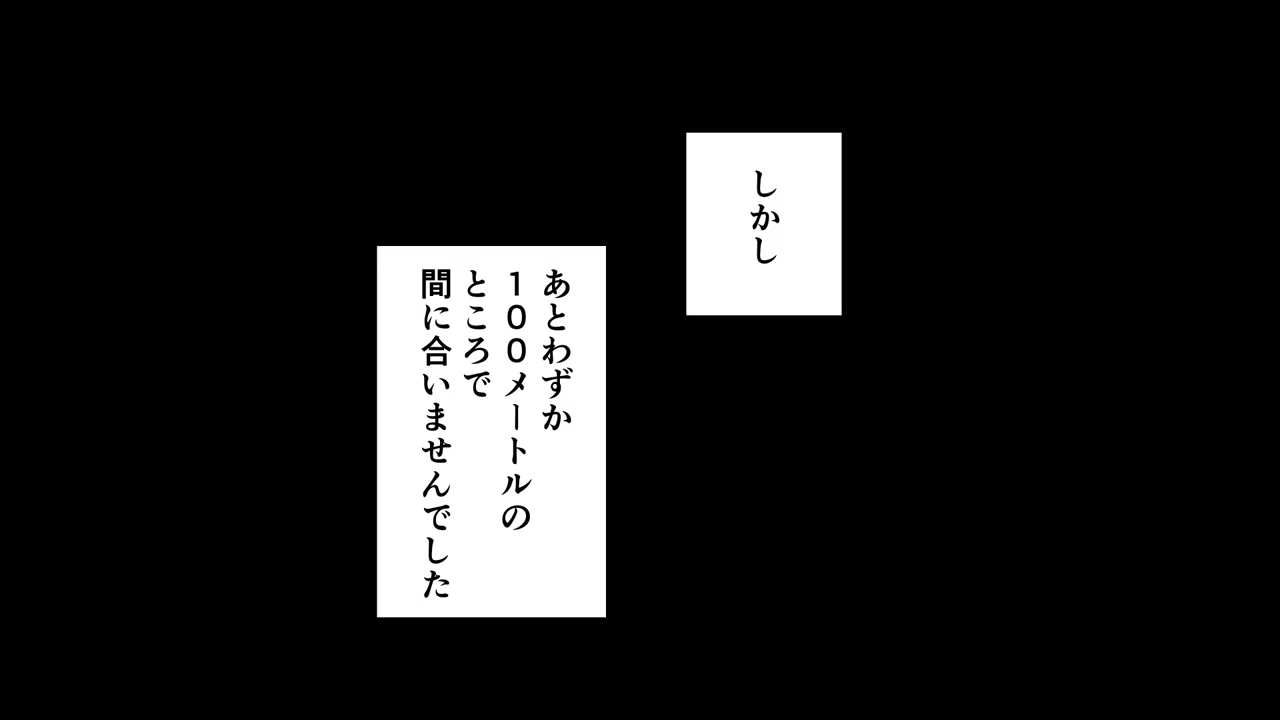 しかし
あとわずか
１００メートルの
ところで
間に合いませんでした